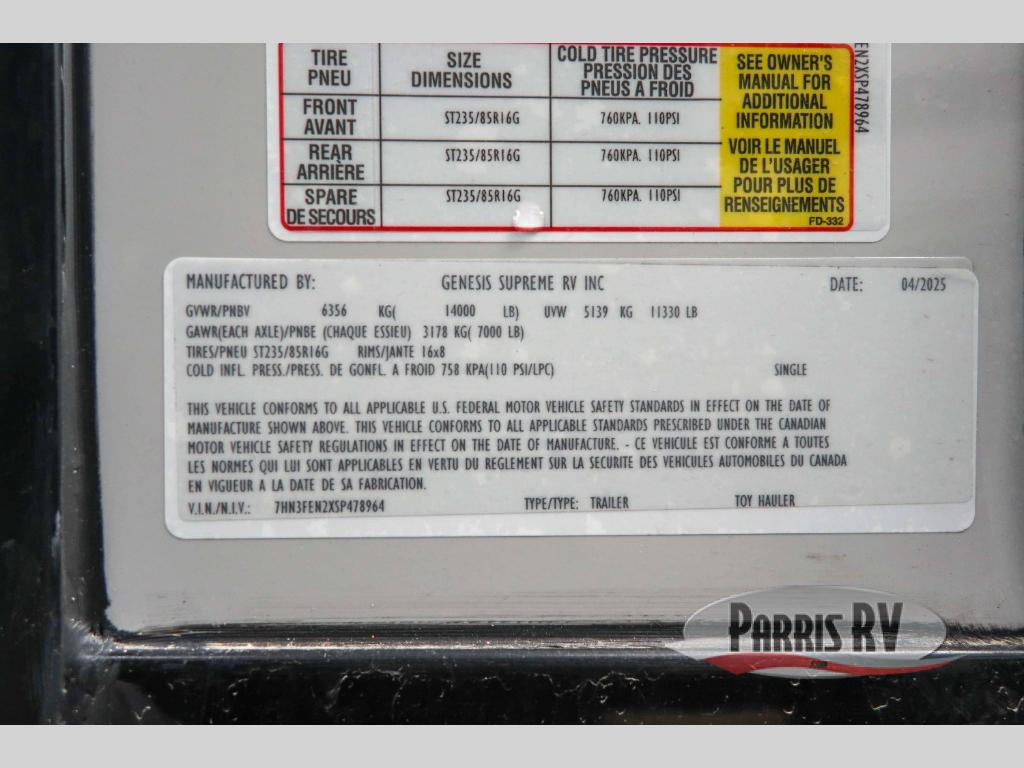 TIRE PNEU SIZE DIMENSIONS COLD TIRE PRESSURE PRESSION DES PNEUS A FROID
FRONT AVANT ST235/85R16G 760KPA. 110PSI
REAR ARRIÈRE ST235/85R16G 760KPA. 110PSI
SPARE DE SECOURS ST235/85R16G 760KPA. 110PSI
SEE OWNER'S
MANUAL FOR
ADDITIONAL
INFORMATION
VOIR LE MANUEL
DE L'USAGER
POUR PLUS DE
RENSEIGNEMENTS
FD-332
EN2XSP478964
MANUFACTURED BY: GENESIS SUPREME RV INC DATE: 04/2025
GVWR/PNBV 6356 KG( 14000 LB) UVW 5139 KG 11330 LB
GAWR(EACH AXLE)/PNBE (CHAQUE ESSIEU) 3178 KG( 7000 LB)
TIRES/PNEU ST235/85R16G RIMS/JANTE 16x8
COLD INFL. PRESS./PRESS. DE GONFL. A FROID 758 KPA(110 PSI/LPC) SINGLE
THIS VEHICLE CONFORMS TO ALL APPLICABLE U.S. FEDERAL MOTOR VEHICLE SAFETY STANDARDS IN EFFECT ON THE DATE OF
MANUFACTURE SHOWN ABOVE. THIS VEHICLE CONFORMS TO ALL APPLICABLE STANDARDS PRESCRIBED UNDER THE CANADIAN
MOTOR VEHICLE SAFETY REGULATIONS IN EFFECT ON THE DATE OF MANUFACTURE. - CE VEHICULE EST CONFORME A TOUTES
LES NORMES QUI LUI SONT APPLICABLES EN VERTU DU REGLEMENT SUR LA SECURITE DES VEHICULES AUTOMOBILES DU CANADA
EN VIGUEUR A LA DATE DE SA FABRICATION.
V.I.N./N.I.V.: 7HN3FEN2XSP478964 TYPE/TYPE: TRAILER TOY HAULER
PARRIS RV